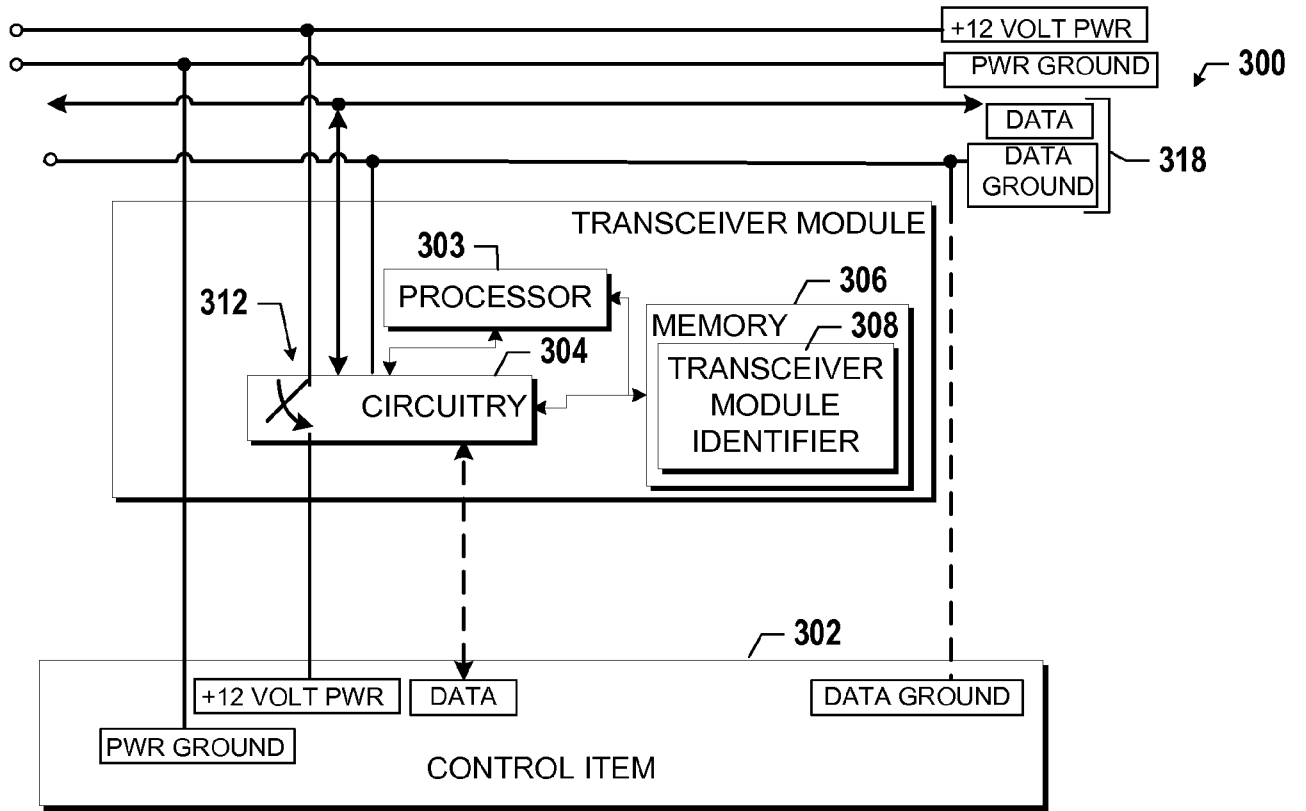 +12 VOLT PWR
PWR GROUND
300
DATA
DATA
GROUND
318
TRANSCEIVER MODULE
303
PROCESSOR
312
306
MEMORY
308
304
CIRCUITRY
TRANSCEIVER
MODULE
IDENTIFIER
302
+12 VOLT PWR
DATA
DATA GROUND
PWR GROUND
CONTROL ITEM